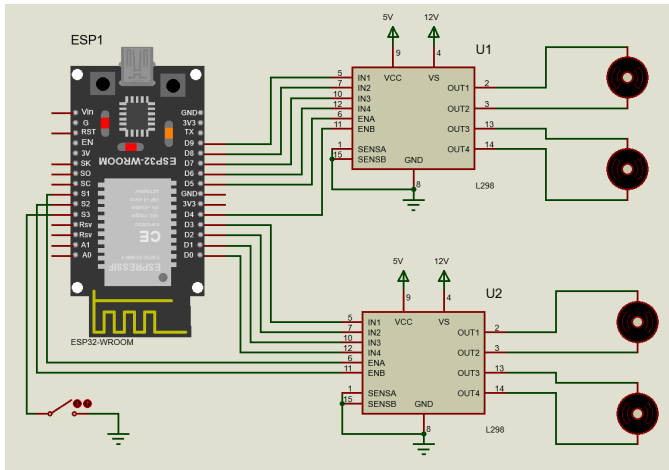 ESP1
Vin
G
RST
EN
3V
SK
SO
SC
S1
S2
S3
Rsv
Rsv
A1
A0
GND
3V3
TX
D9
D8
D7
D6
D5
GND
3V3
D4
D3
D2
D1
D0
ESP32-WROOM
CE
ESPRESSIF
ESP32-WROOM
5V
12V
U1
9
4
VCC
VS
5 IN1
7 IN2
10 IN3
12 IN4
6 ENA
11 ENB
1 SENSA
15 SENSB
GND
8
OUT1 2
OUT2 3
OUT3 13
OUT4 14
L298
5V
12V
U2
9
4
VCC
VS
5 IN1
7 IN2
10 IN3
12 IN4
6 ENA
11 ENB
1 SENSA
15 SENSB
GND
8
OUT1 2
OUT2 3
OUT3 13
OUT4 14
L298